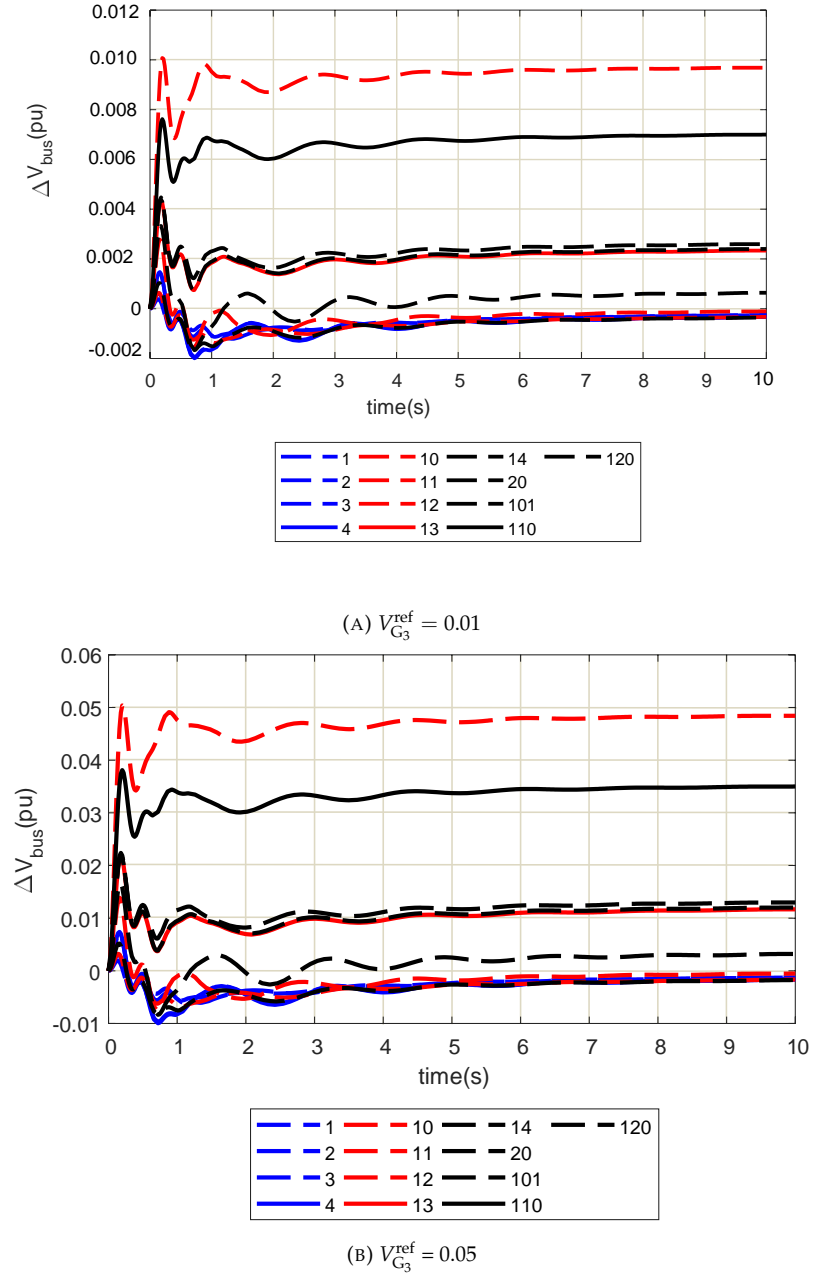 0.012
0.010
0.008
0.006
0.004
0.002
0
-0.002
ΔV_bus(pu)
0 1 2 3 4 5 6 7 8 9 10
time(s)
1 10 14 120
2 11 20
3 12 101
4 13 110
(A) V_G₃^ref = 0.01
0.06
0.05
0.04
0.03
0.02
0.01
0
-0.01
ΔV_bus(pu)
0 1 2 3 4 5 6 7 8 9 10
time(s)
1 10 14 120
2 11 20
3 12 101
4 13 110
(B) V_G₃^ref = 0.05